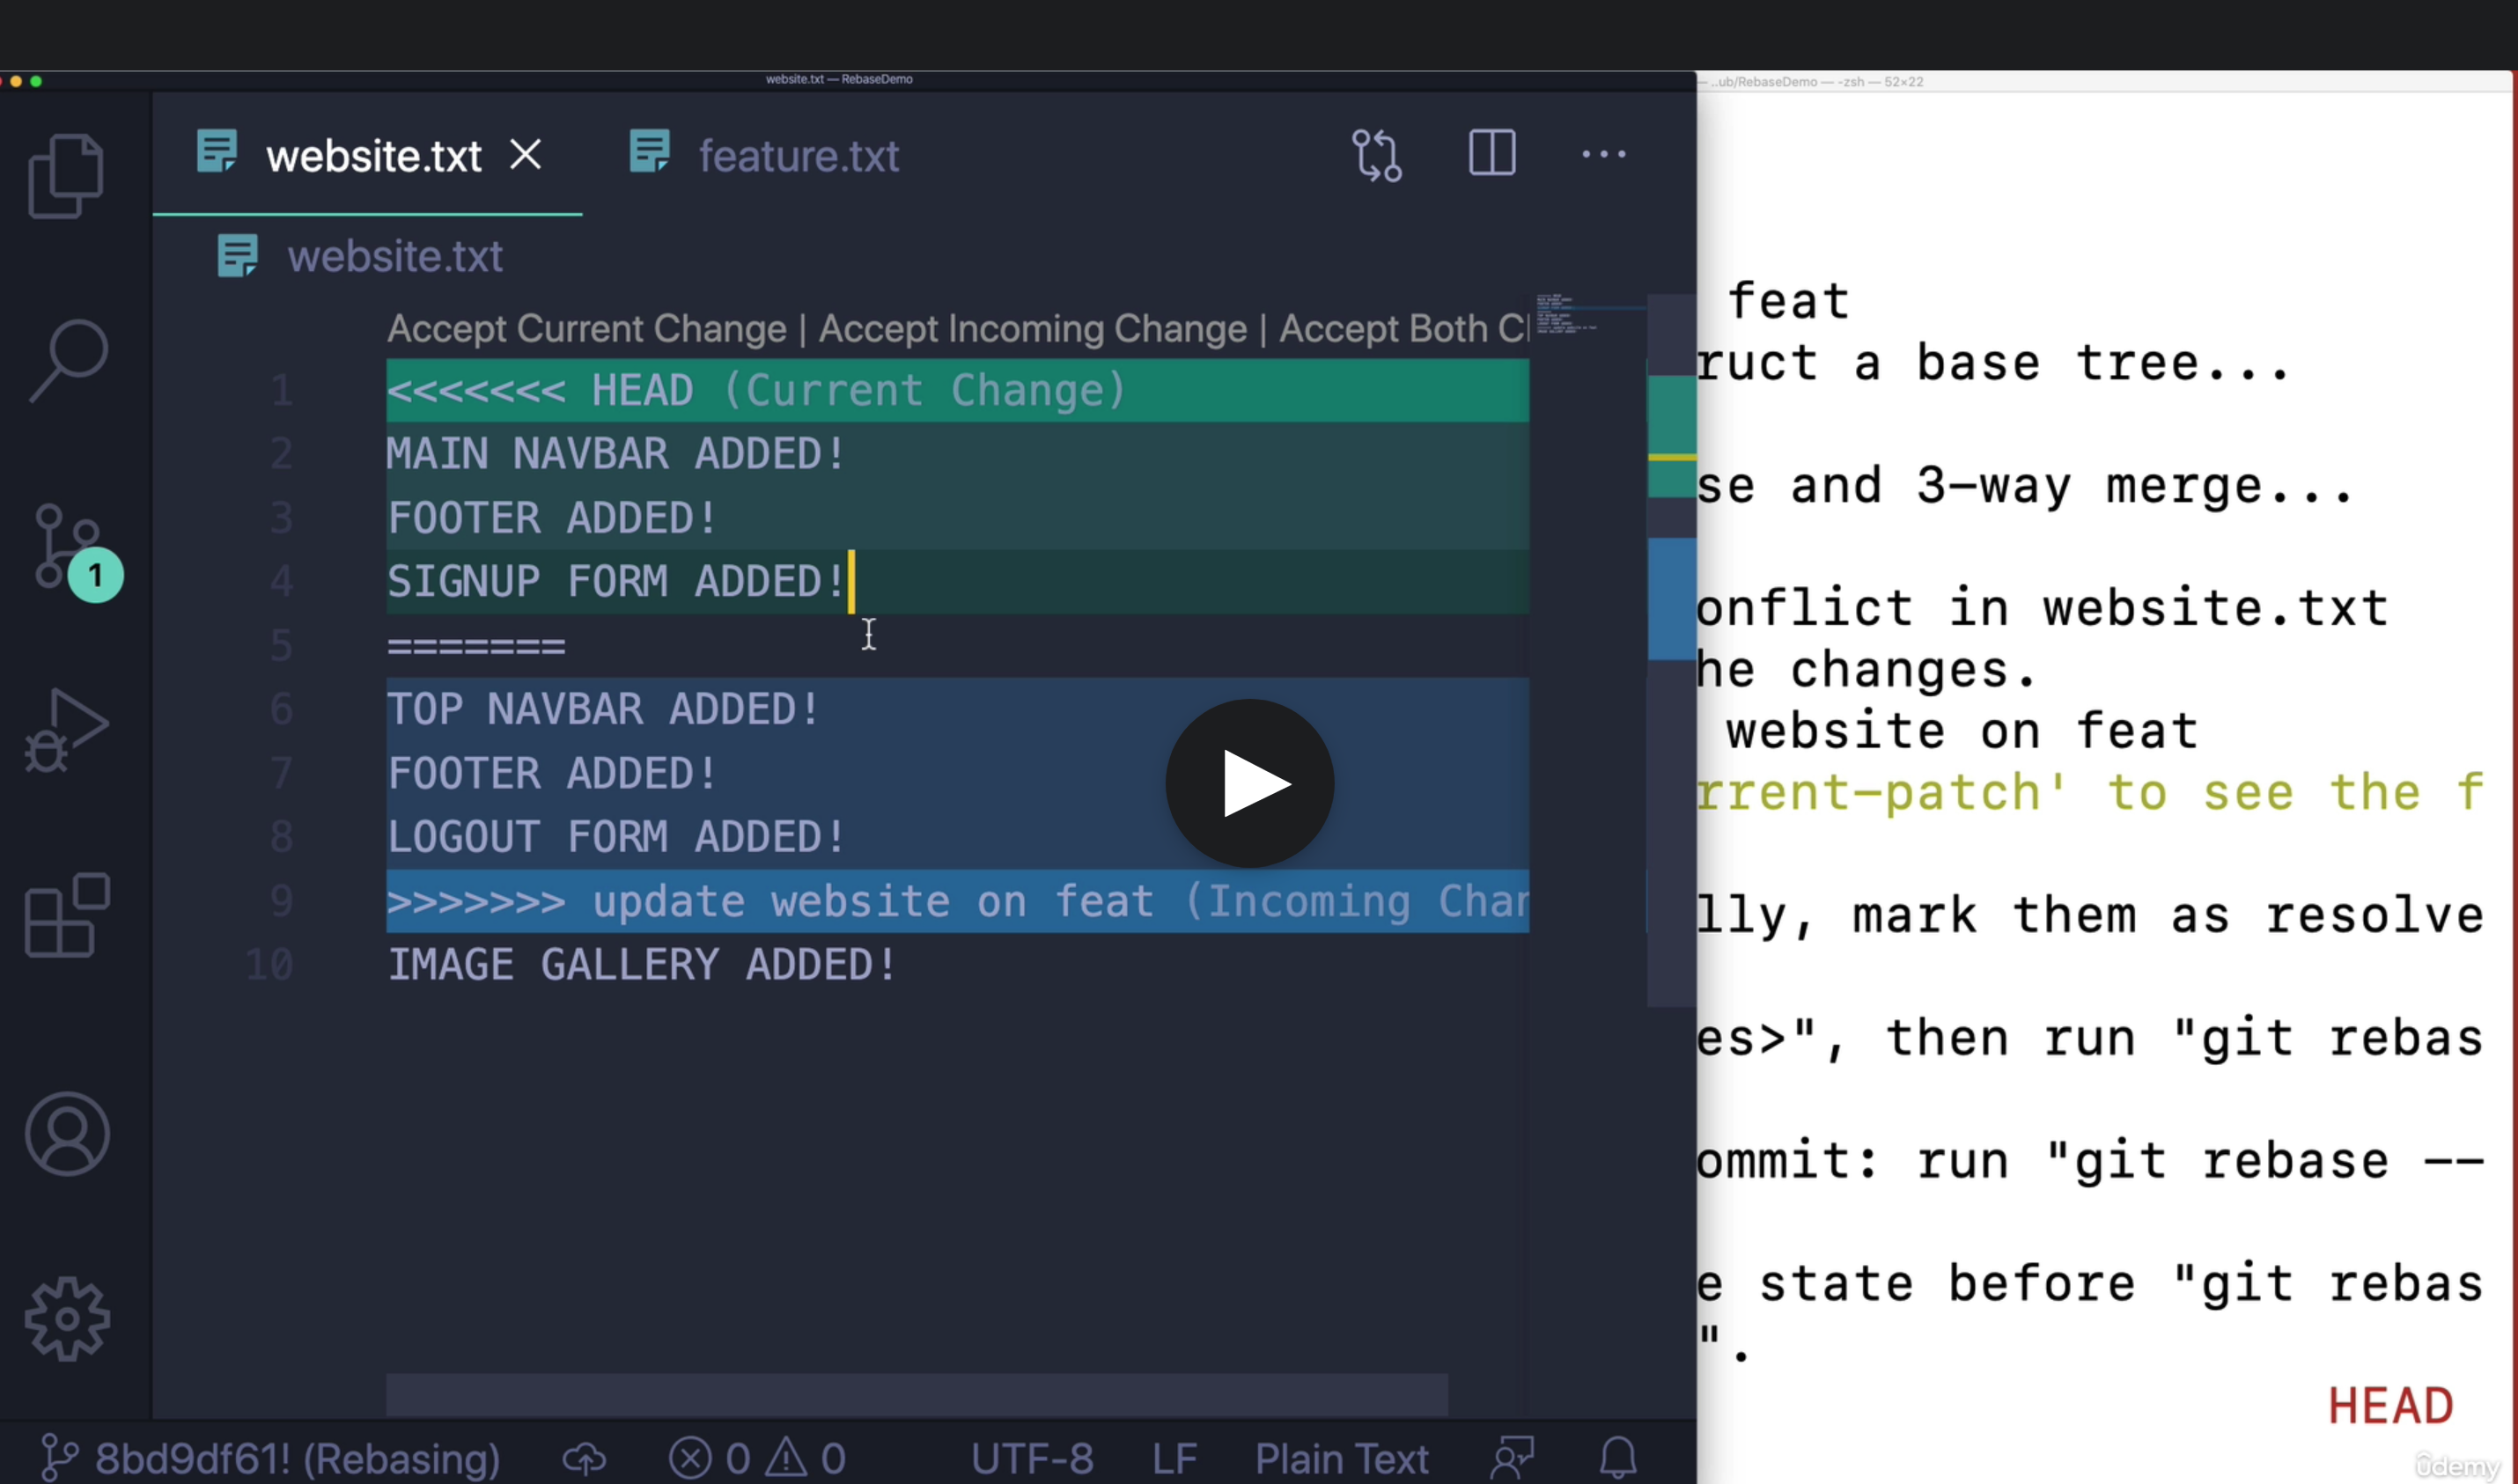 website.txt — RebaseDemo
..ub/RebaseDemo — -zsh — 52×22
website.txt
feature.txt
website.txt
Accept Current Change | Accept Incoming Change | Accept Both
1 <<<<<<< HEAD (Current Change)
2 MAIN NAVBAR ADDED!
3 FOOTER ADDED!
4 SIGNUP FORM ADDED!
5 =======
6 TOP NAVBAR ADDED!
7 FOOTER ADDED!
8 LOGOUT FORM ADDED!
9 >>>>>>> update website on feat (Incoming Chan
10 IMAGE GALLERY ADDED!
1
8bd9df61! (Rebasing)
0
0
UTF-8
LF
Plain Text
feat
ruct a base tree...
se and 3-way merge...
onflict in website.txt
he changes.
website on feat
rrent-patch' to see the f
lly, mark them as resolve
es>", then run "git rebas
ommit: run "git rebase --
e state before "git rebas
".
HEAD
ûdemy